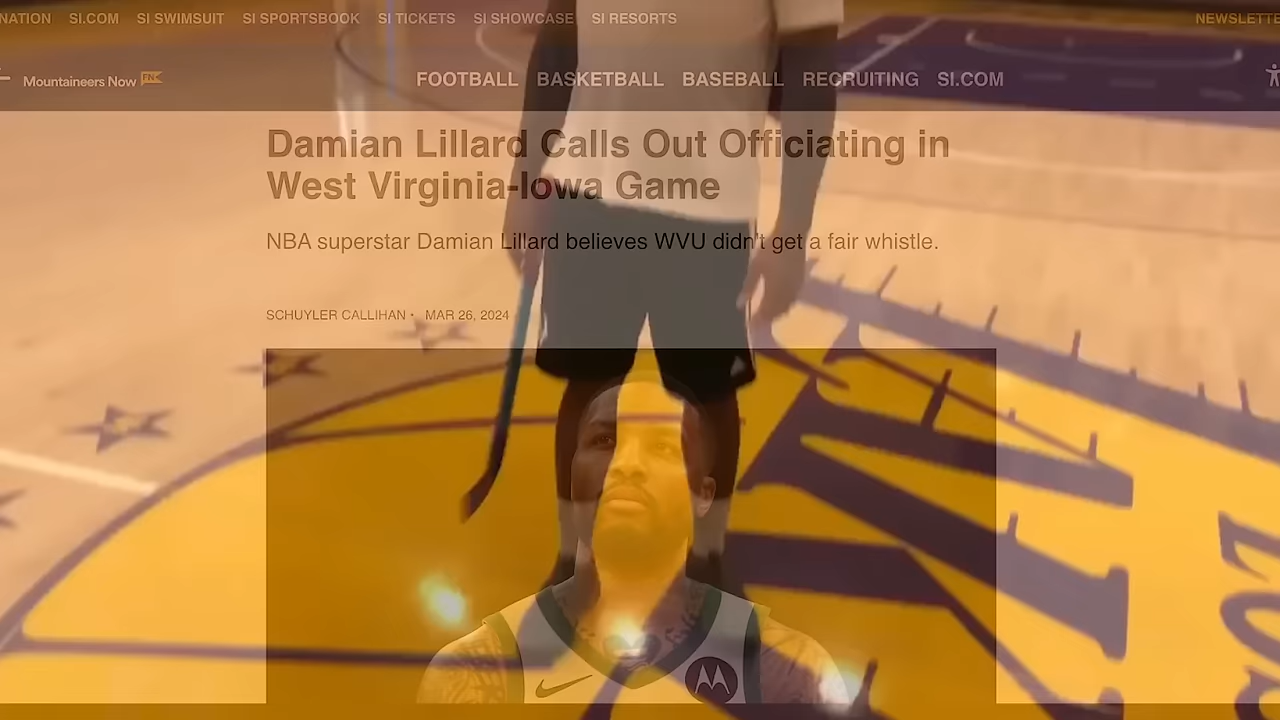 NATION SI.COM SI SWIMSUIT SI SPORTSBOOK SI TICKETS SI SHOWCASE SI RESORTS NEWSLETTE
Mountaineers Now FN
FOOTBALL BASKETBALL BASEBALL RECRUITING SI.COM
Damian Lillard Calls Out Officiating in
West Virginia-Iowa Game
NBA superstar Damian Lillard believes WVU didn't get a fair whistle.
SCHUYLER CALLIHAN • MAR 26, 2024